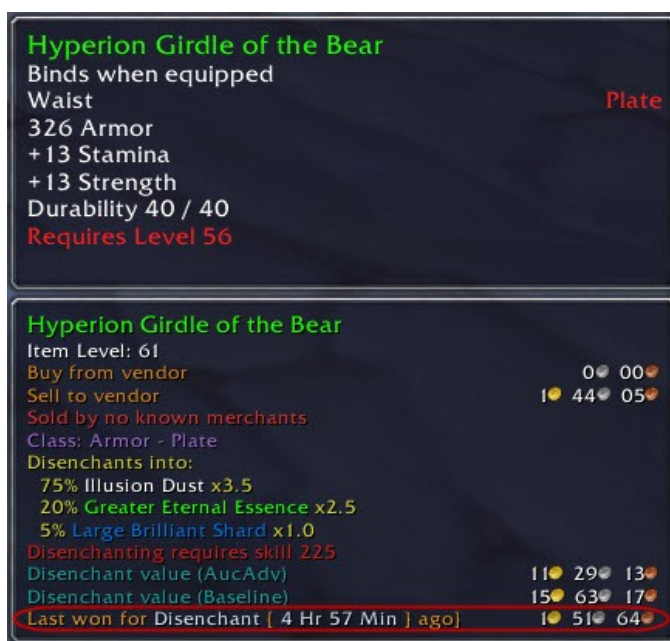 Hyperion Girdle of the Bear
Binds when equipped
Waist Plate
326 Armor
+13 Stamina
+13 Strength
Durability 40 / 40
Requires Level 56
Hyperion Girdle of the Bear
Item Level: 61
Buy from vendor 0 00
Sell to vendor 1 44 05
Sold by no known merchants
Class: Armor - Plate
Disenchants into:
75% Illusion Dust x3.5
20% Greater Eternal Essence x2.5
5% Large Brilliant Shard x1.0
Disenchanting requires skill 225
Disenchant value (AucAdv) 11 29 13
Disenchant value (Baseline) 15 63 17
Last won for Disenchant { 4 Hr 57 Min } ago} 1 51 64